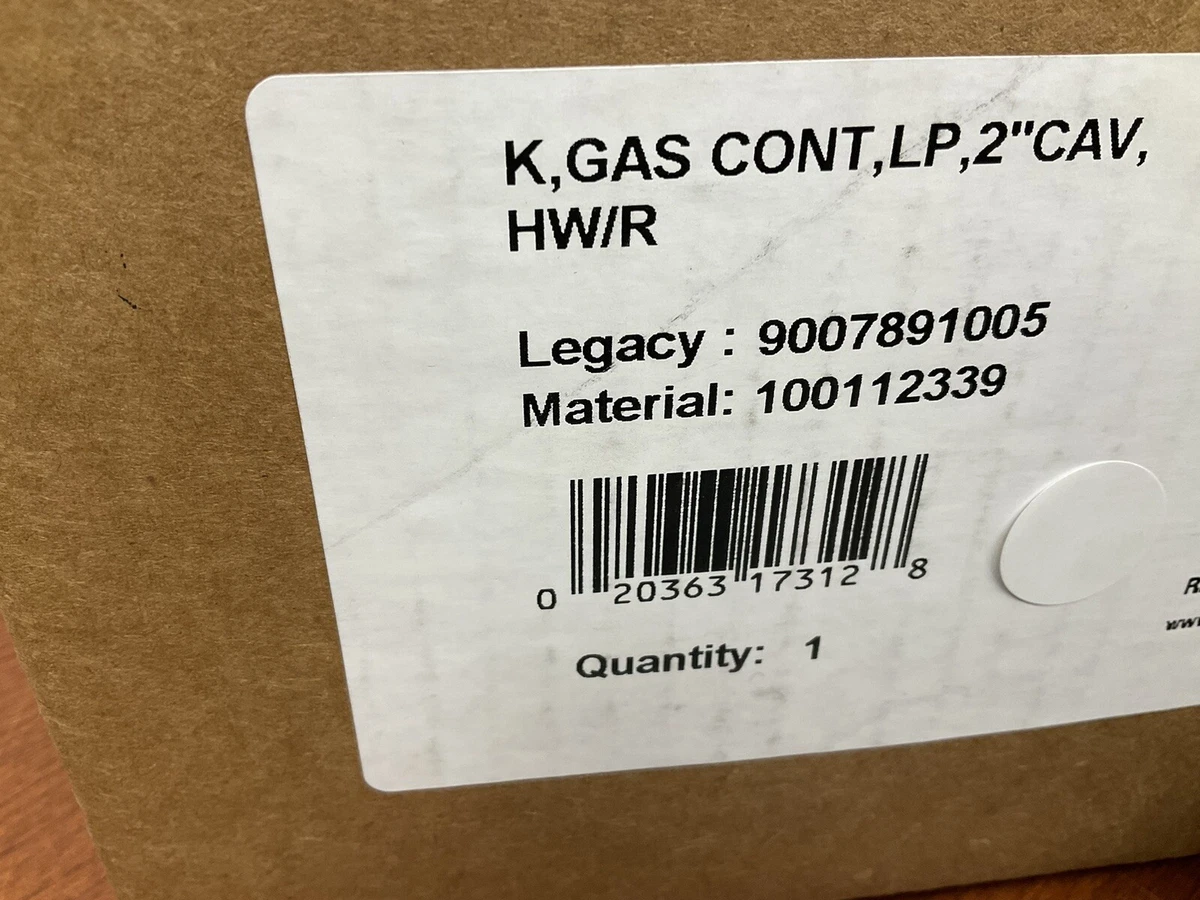 K,GAS CONT,LP,2"CAV,
HW/R
Legacy : 9007891005
Material: 100112339
0 20363 17312 8
Quantity: 1